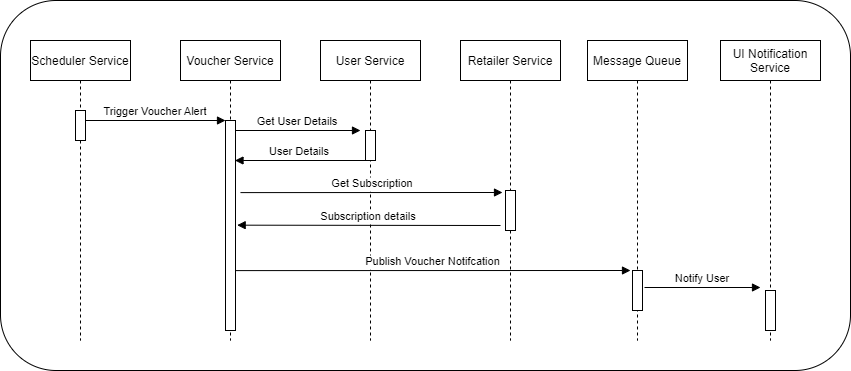 Scheduler Service
Voucher Service
User Service
Retailer Service
Message Queue
UI Notification
Service
Trigger Voucher Alert
Get User Details
User Details
Get Subscription
Subscription details
Publish Voucher Notifcation
Notify User